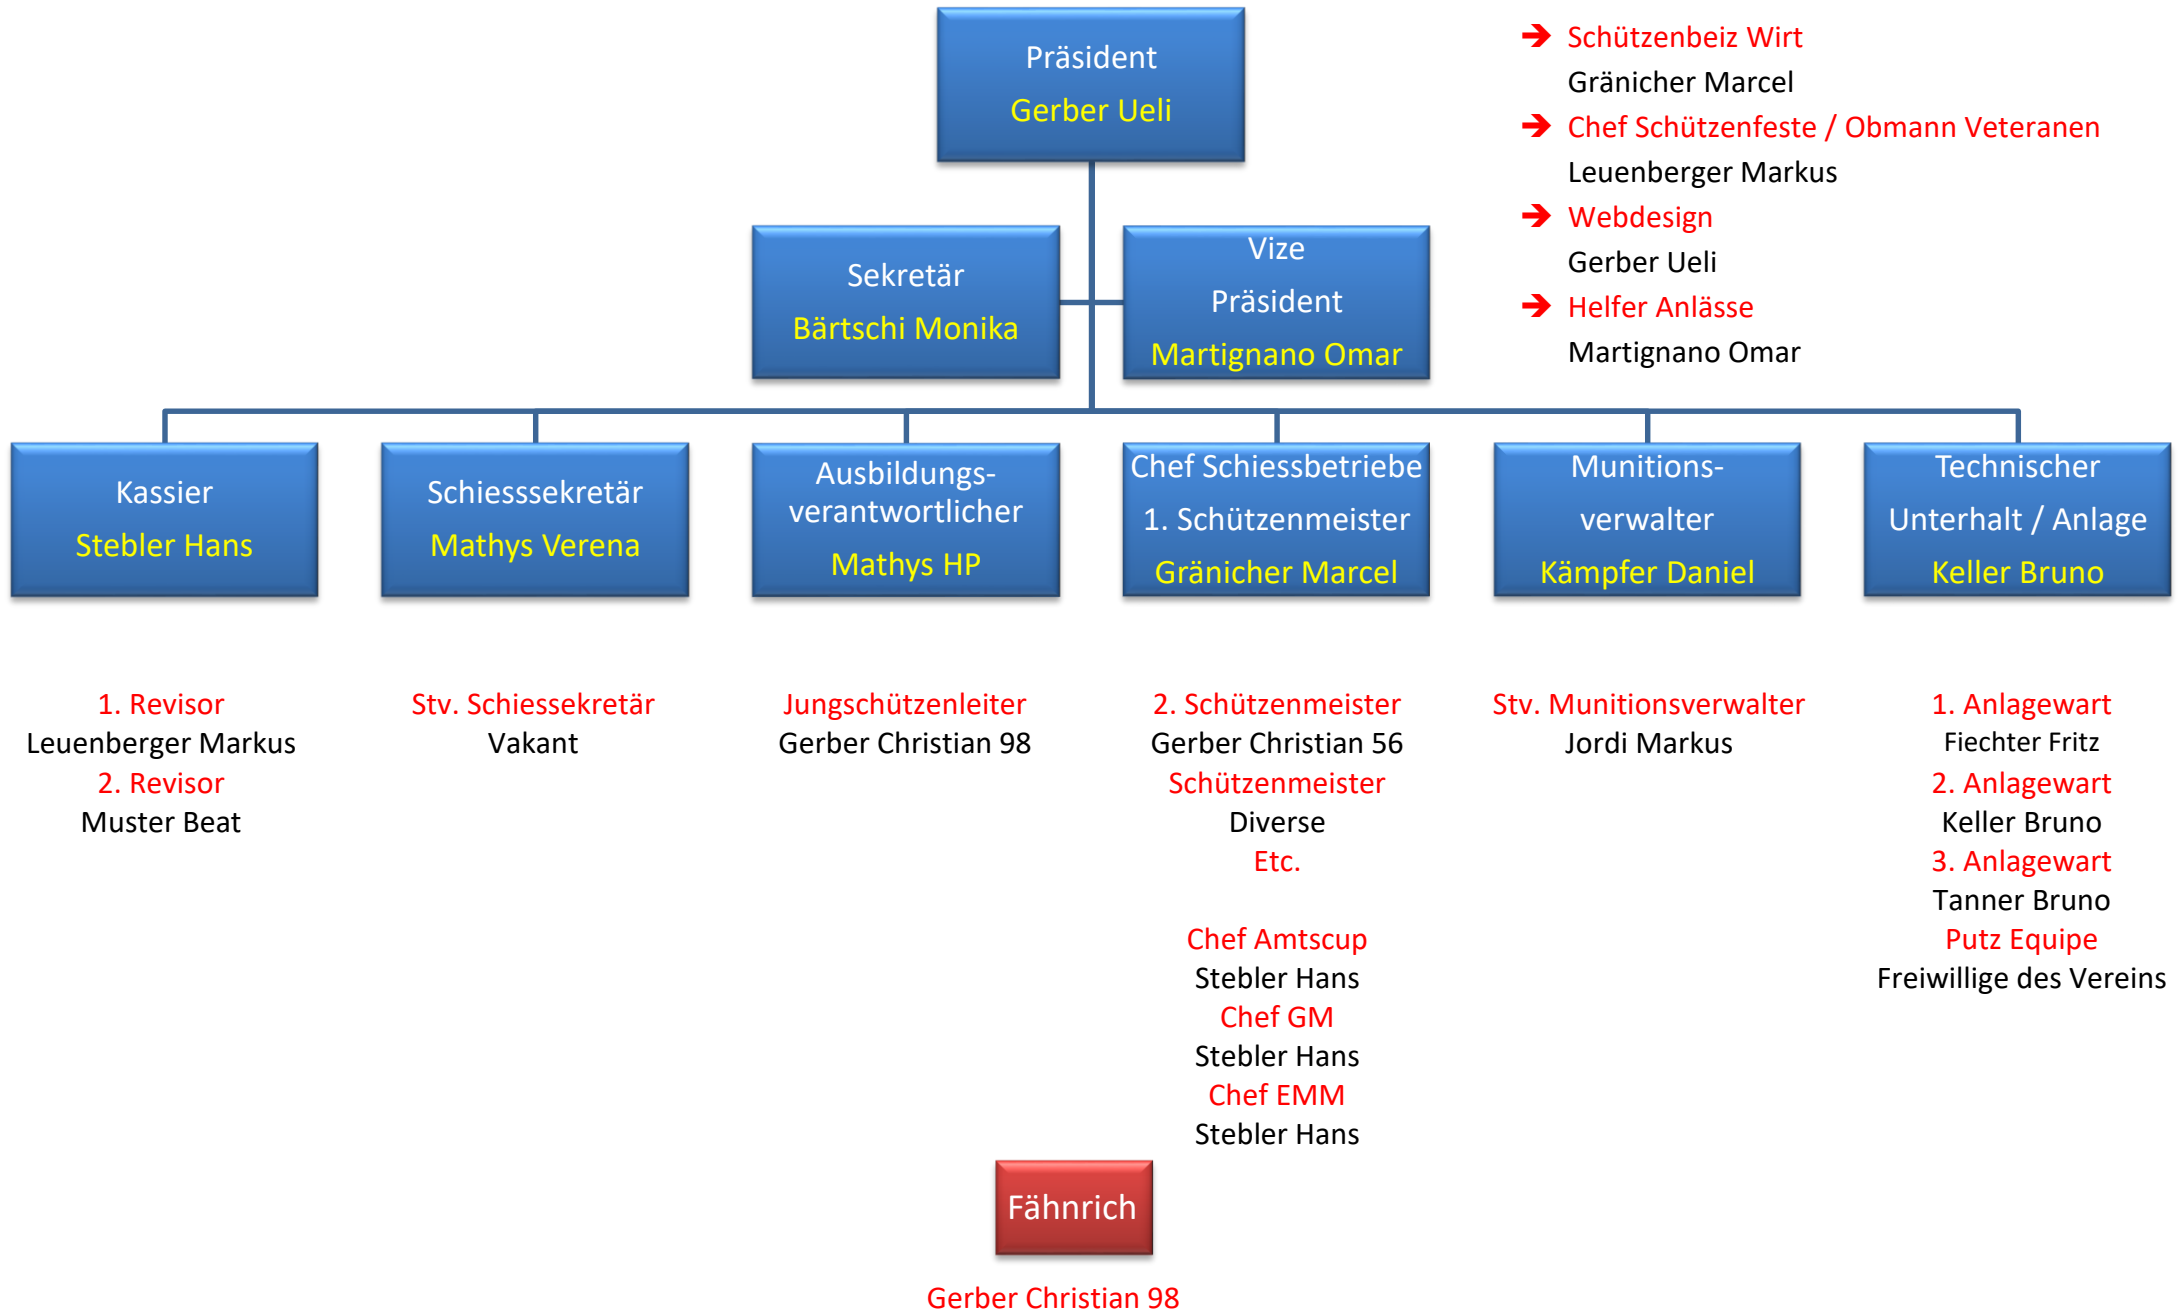 Präsident
Gerber Ueli
➔ Schützenbeiz Wirt
Gränicher Marcel
➔ Chef Schützenfeste / Obmann Veteranen
Leuenberger Markus
➔ Webdesign
Gerber Ueli
➔ Helfer Anlässe
Martignano Omar
Sekretär
Bärtschi Monika
Vize
Präsident
Martignano Omar
Kassier
Stebler Hans
Schiesssekretär
Mathys Verena
Ausbildungs-
verantwortlicher
Mathys HP
Chef Schiessbetriebe
1. Schützenmeister
Gränicher Marcel
Munitions-
verwalter
Kämpfer Daniel
Technischer
Unterhalt / Anlage
Keller Bruno
1. Revisor
Leuenberger Markus
2. Revisor
Muster Beat
Stv. Schiessekretär
Vakant
Jungschützenleiter
Gerber Christian 98
2. Schützenmeister
Gerber Christian 56
Schützenmeister
Diverse
Etc.
Chef Amtscup
Stebler Hans
Chef GM
Stebler Hans
Chef EMM
Stebler Hans
Stv. Munitionsverwalter
Jordi Markus
1. Anlagewart
Fiechter Fritz
2. Anlagewart
Keller Bruno
3. Anlagewart
Tanner Bruno
Putz Equipe
Freiwillige des Vereins
Fähnrich
Gerber Christian 98